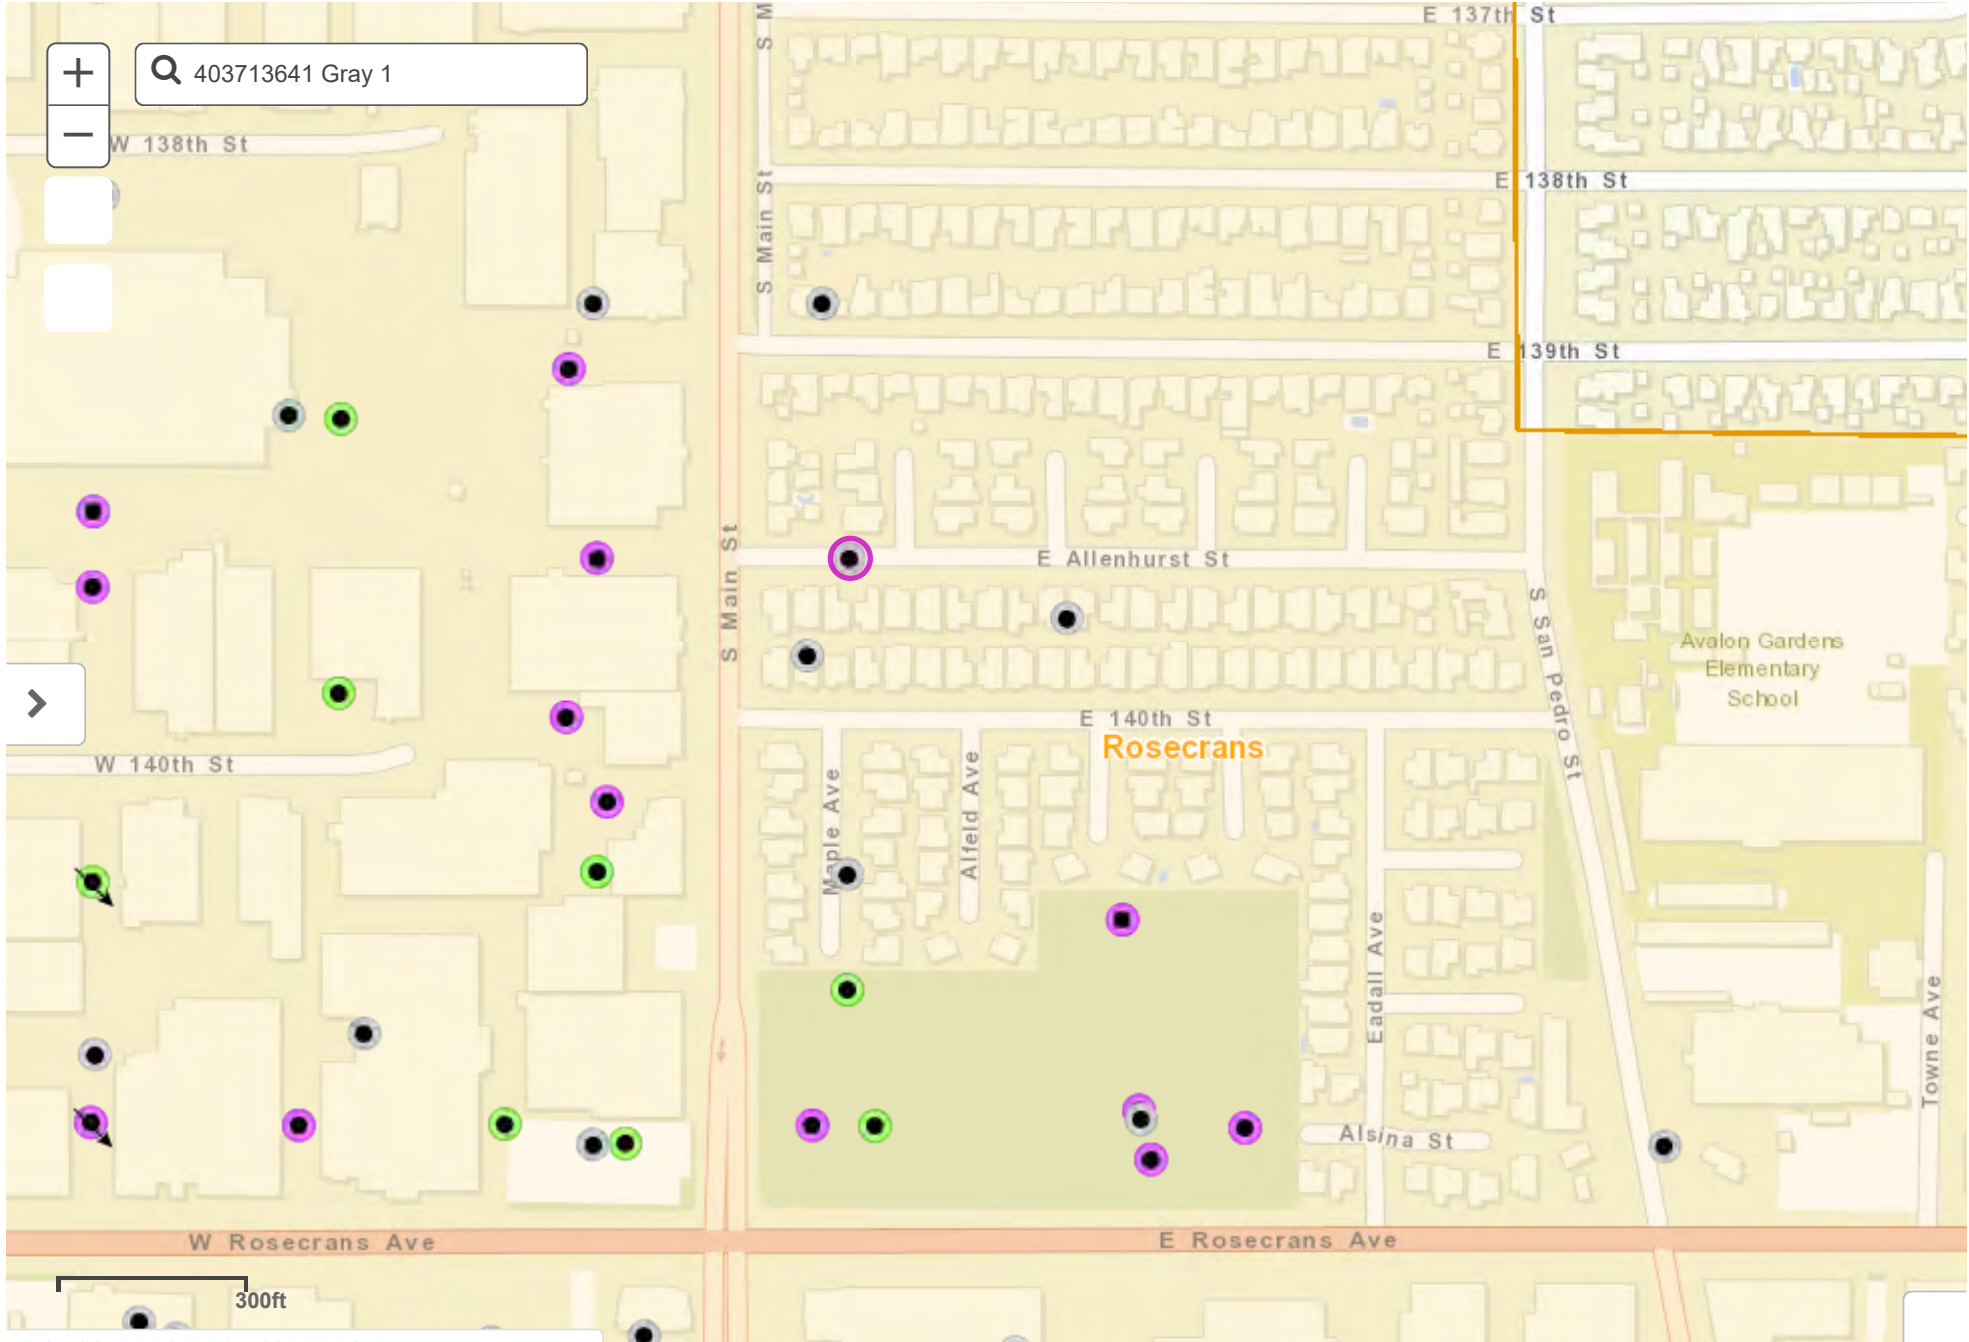 E 137th St
S M
+
403713641 Gray 1
−
W 138th St
E 138th St
S Main St
E 139th St
S Main St
E Allenhurst St
S San Pedro St
Avalon Gardens
Elementary
School
E 140th St
Rosecrans
W 140th St
Maple Ave
Alfeld Ave
Eadall Ave
Towne Ave
Alsina St
W Rosecrans Ave
E Rosecrans Ave
300ft